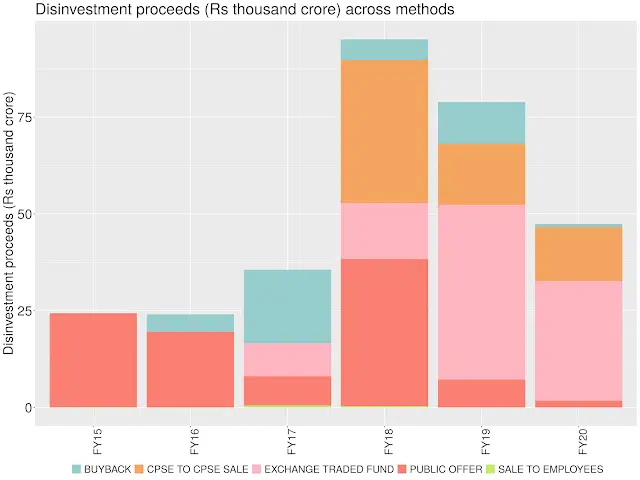 Disinvestment proceeds (Rs thousand crore) across methods
Disinvestment proceeds (Rs thousand crore)
75
50
25
0
FY15
FY16
FY17
FY18
FY19
FY20
BUYBACK CPSE TO CPSE SALE EXCHANGE TRADED FUND PUBLIC OFFER SALE TO EMPLOYEES